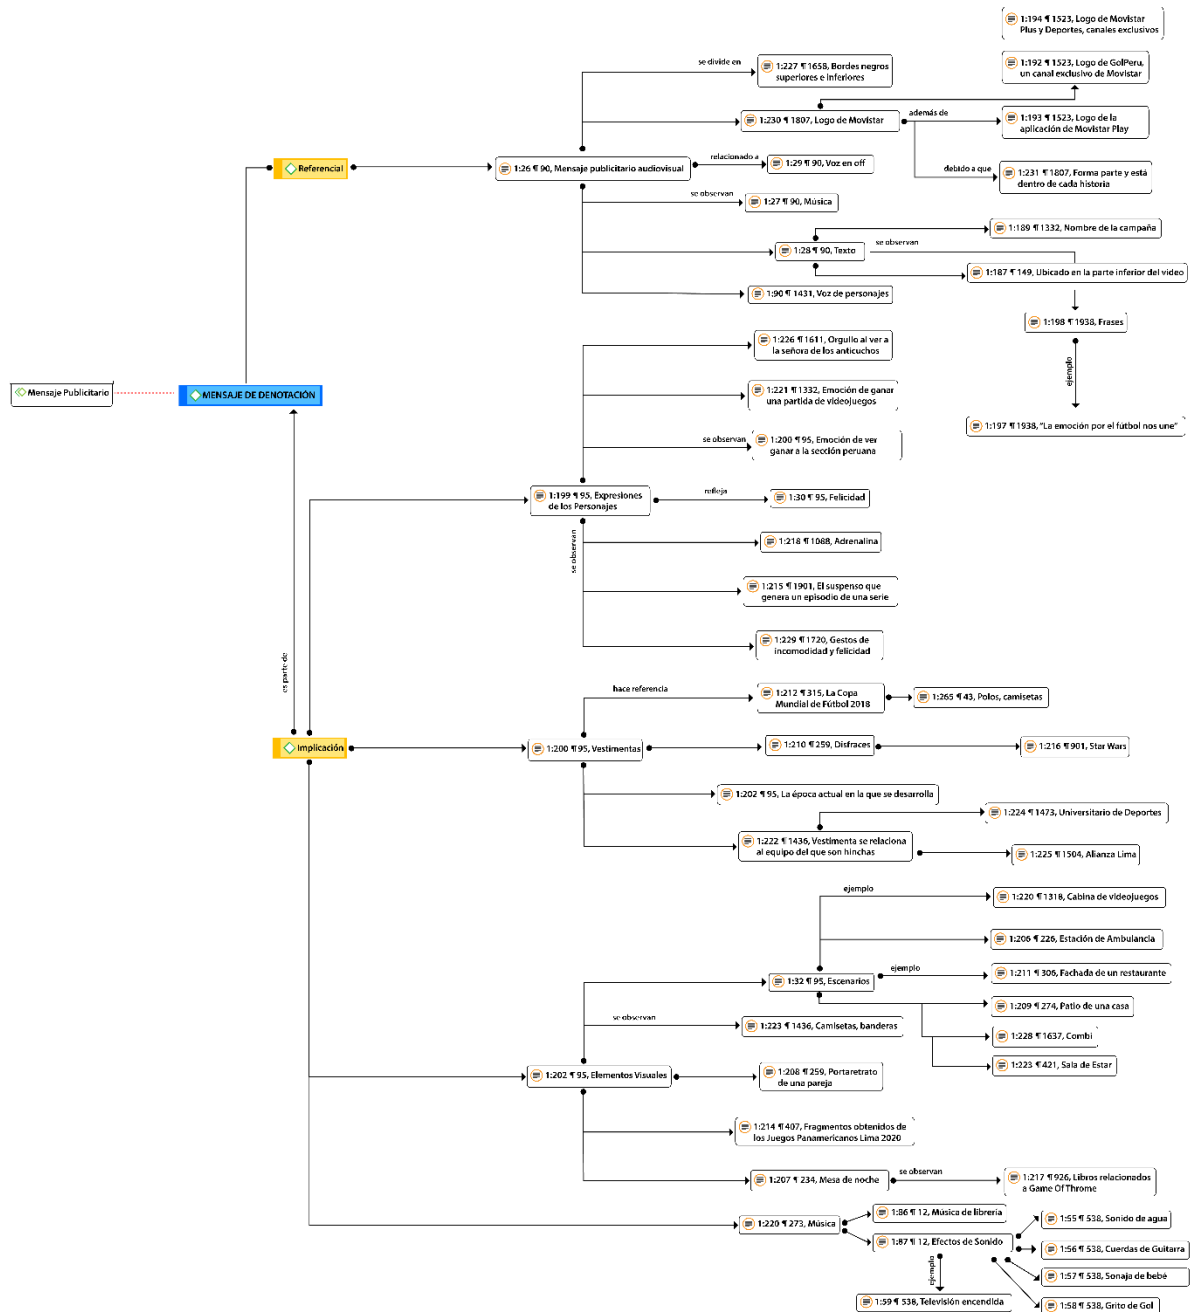 1:194 ¶ 1523, Logo de Movistar
Plus y Deportes, canales exclusivos
se divide en
1:227 ¶ 1658, Bordes negros
superiores e inferiores
1:192 ¶ 1523, Logo de GolPeru,
un canal exclusivo de Movistar
1:230 ¶ 1807, Logo de Movistar
además de
1:193 ¶ 1523, Logo de la
aplicación de Movistar Play
Referencial
1:26 ¶ 90, Mensaje publicitario audiovisual
relacionado a
1:29 ¶ 90, Voz en off
debido a que
1:231 ¶ 1807, Forma parte y está
dentro de cada historia
se observan
1:27 ¶ 90, Música
1:189 ¶ 1332, Nombre de la campaña
1:28 ¶ 90, Texto
se observan
1:187 ¶ 149, Ubicado en la parte inferior del video
1:90 ¶ 1431, Voz de personajes
1:198 ¶ 1938, Frases
1:226 ¶ 1611, Orgullo al ver a
la señora de los anticuchos
ejemplo
Mensaje Publicitario
MENSAJE DE DENOTACIÓN
1:221 ¶ 1332, Emoción de ganar
una partida de videojuegos
1:197 ¶ 1938, "La emoción por el fútbol nos une"
se observan
1:200 ¶ 95, Emoción de ver
ganar a la sección peruana
1:199 ¶ 95, Expresiones
de los Personajes
refleja
1:30 ¶ 95, Felicidad
se observan
1:218 ¶ 1088, Adrenalina
1:215 ¶ 1901, El suspenso que
genera un episodio de una serie
1:229 ¶ 1720, Gestos de
incomodidad y felicidad
es parte de
hace referencia
1:212 ¶ 315, La Copa
Mundial de Fútbol 2018
1:265 ¶ 43, Polos, camisetas
Implicación
1:200 ¶ 95, Vestimentas
1:210 ¶ 259, Disfraces
1:216 ¶ 901, Star Wars
1:202 ¶ 95, La época actual en la que se desarrolla
1:224 ¶ 1473, Universitario de Deportes
1:222 ¶ 1436, Vestimenta se relaciona
al equipo del que son hinchas
1:225 ¶ 1504, Alianza Lima
ejemplo
1:220 ¶ 1318, Cabina de videojuegos
1:206 ¶ 226, Estación de Ambulancia
1:32 ¶ 95, Escenarios
ejemplo
1:211 ¶ 306, Fachada de un restaurante
1:209 ¶ 274, Patio de una casa
se observan
1:223 ¶ 1436, Camisetas, banderas
1:228 ¶ 1637, Combi
1:223 ¶ 421, Sala de Estar
1:202 ¶ 95, Elementos Visuales
1:208 ¶ 259, Portaretrato
de una pareja
1:214 ¶ 407, Fragmentos obtenidos de
los Juegos Panamericanos Lima 2020
1:207 ¶ 234, Mesa de noche
se observan
1:217 ¶ 926, Libros relacionados
a Game Of Throme
1:220 ¶ 273, Música
1:86 ¶ 12, Música de librería
1:55 ¶ 538, Sonido de agua
1:87 ¶ 12, Efectos de Sonido
1:56 ¶ 538, Cuerdas de Guitarra
ejemplo
1:57 ¶ 538, Sonaja de bebé
1:59 ¶ 538, Televisión encendida
1:58 ¶ 538, Grito de Gol